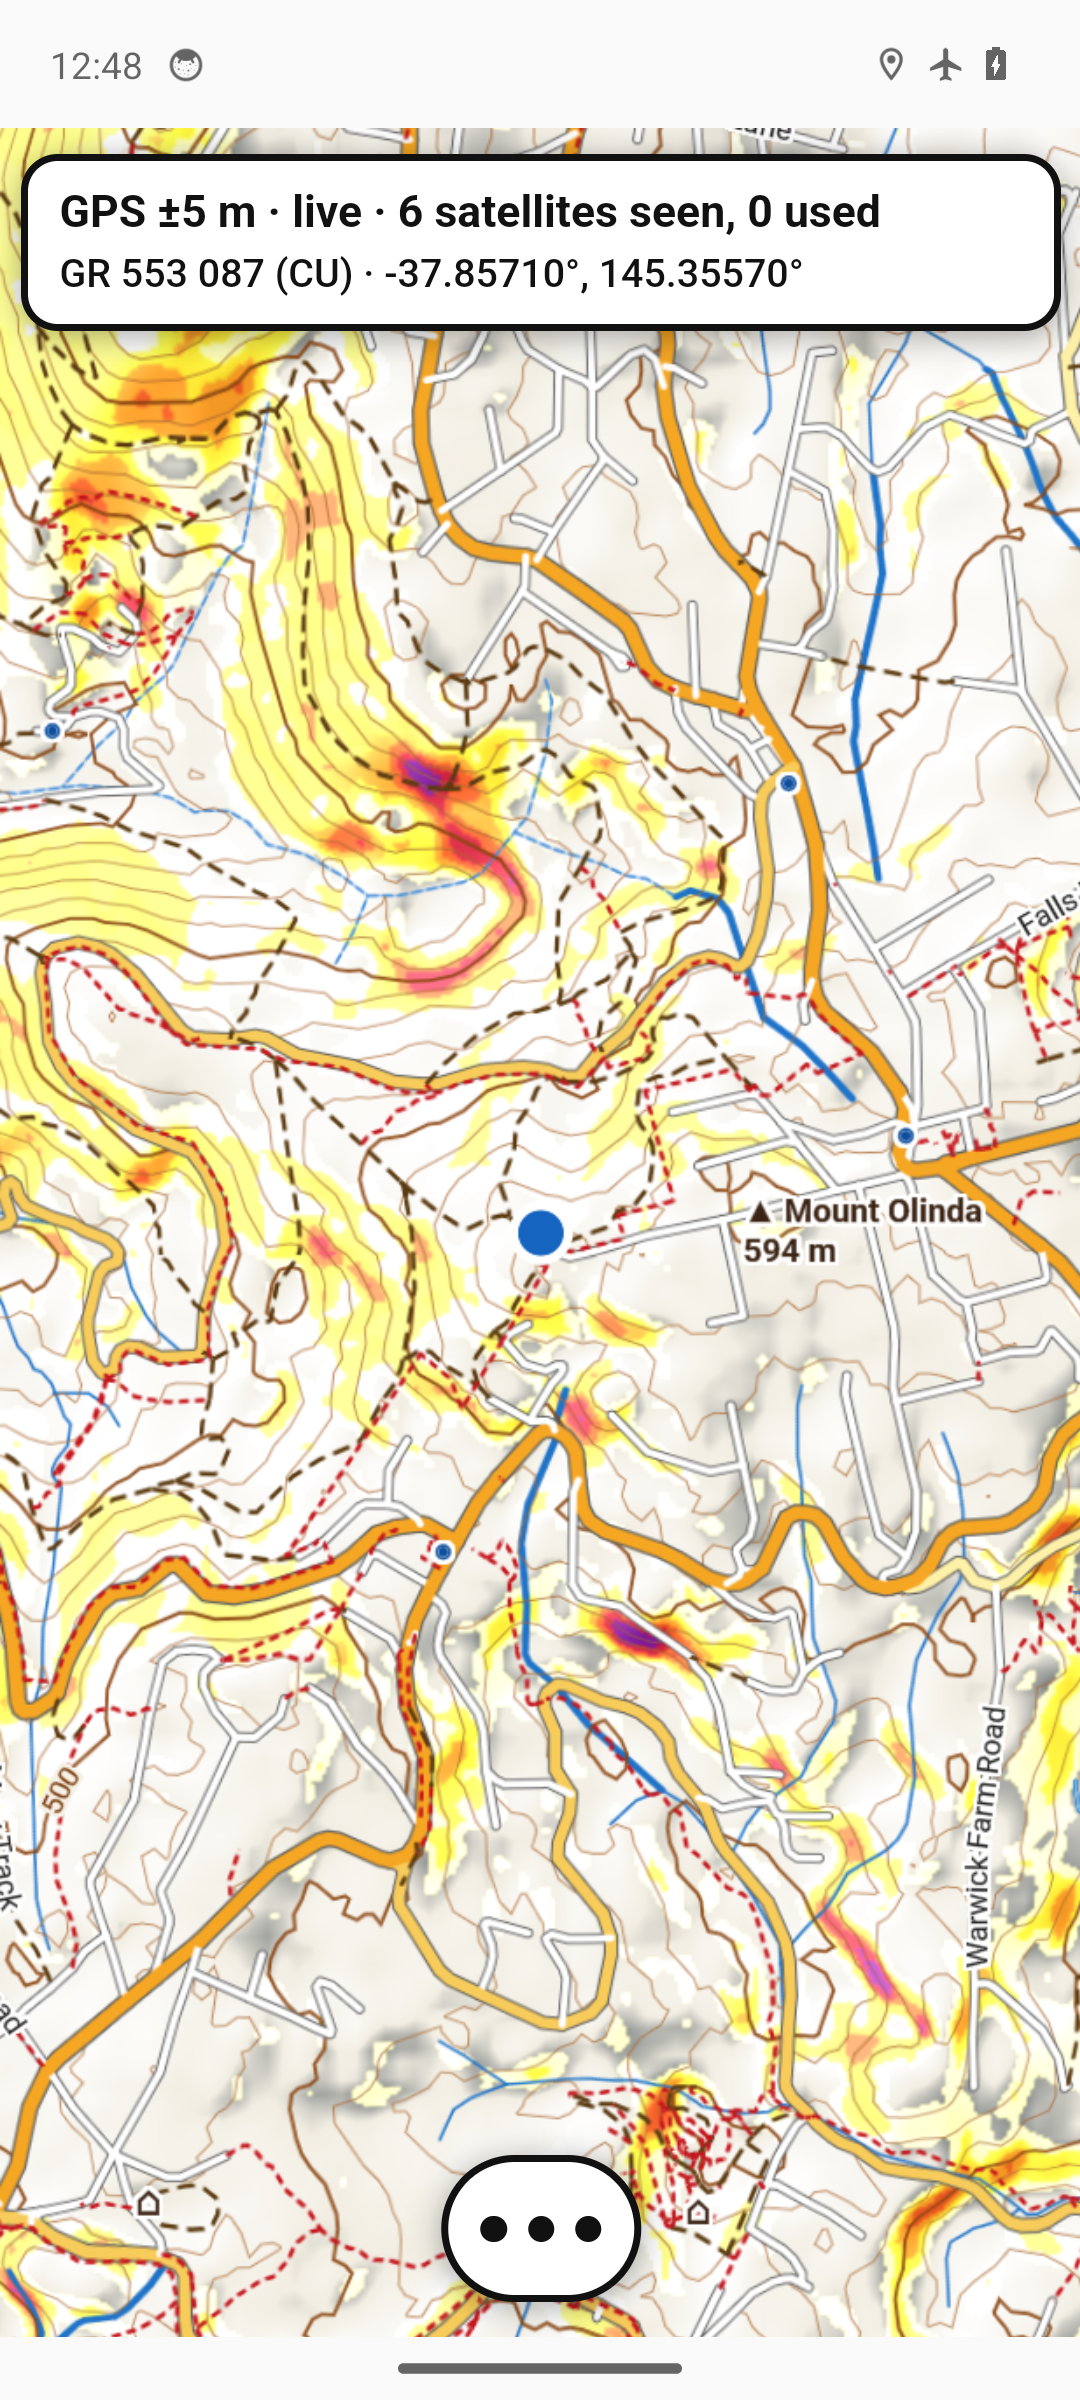 12:48
GPS ±5 m · live · 6 satellites seen, 0 used
GR 553 087 (CU) · -37.85710°, 145.35570°
Falls
Mount Olinda
594 m
500
Track
Warwick Farm Road